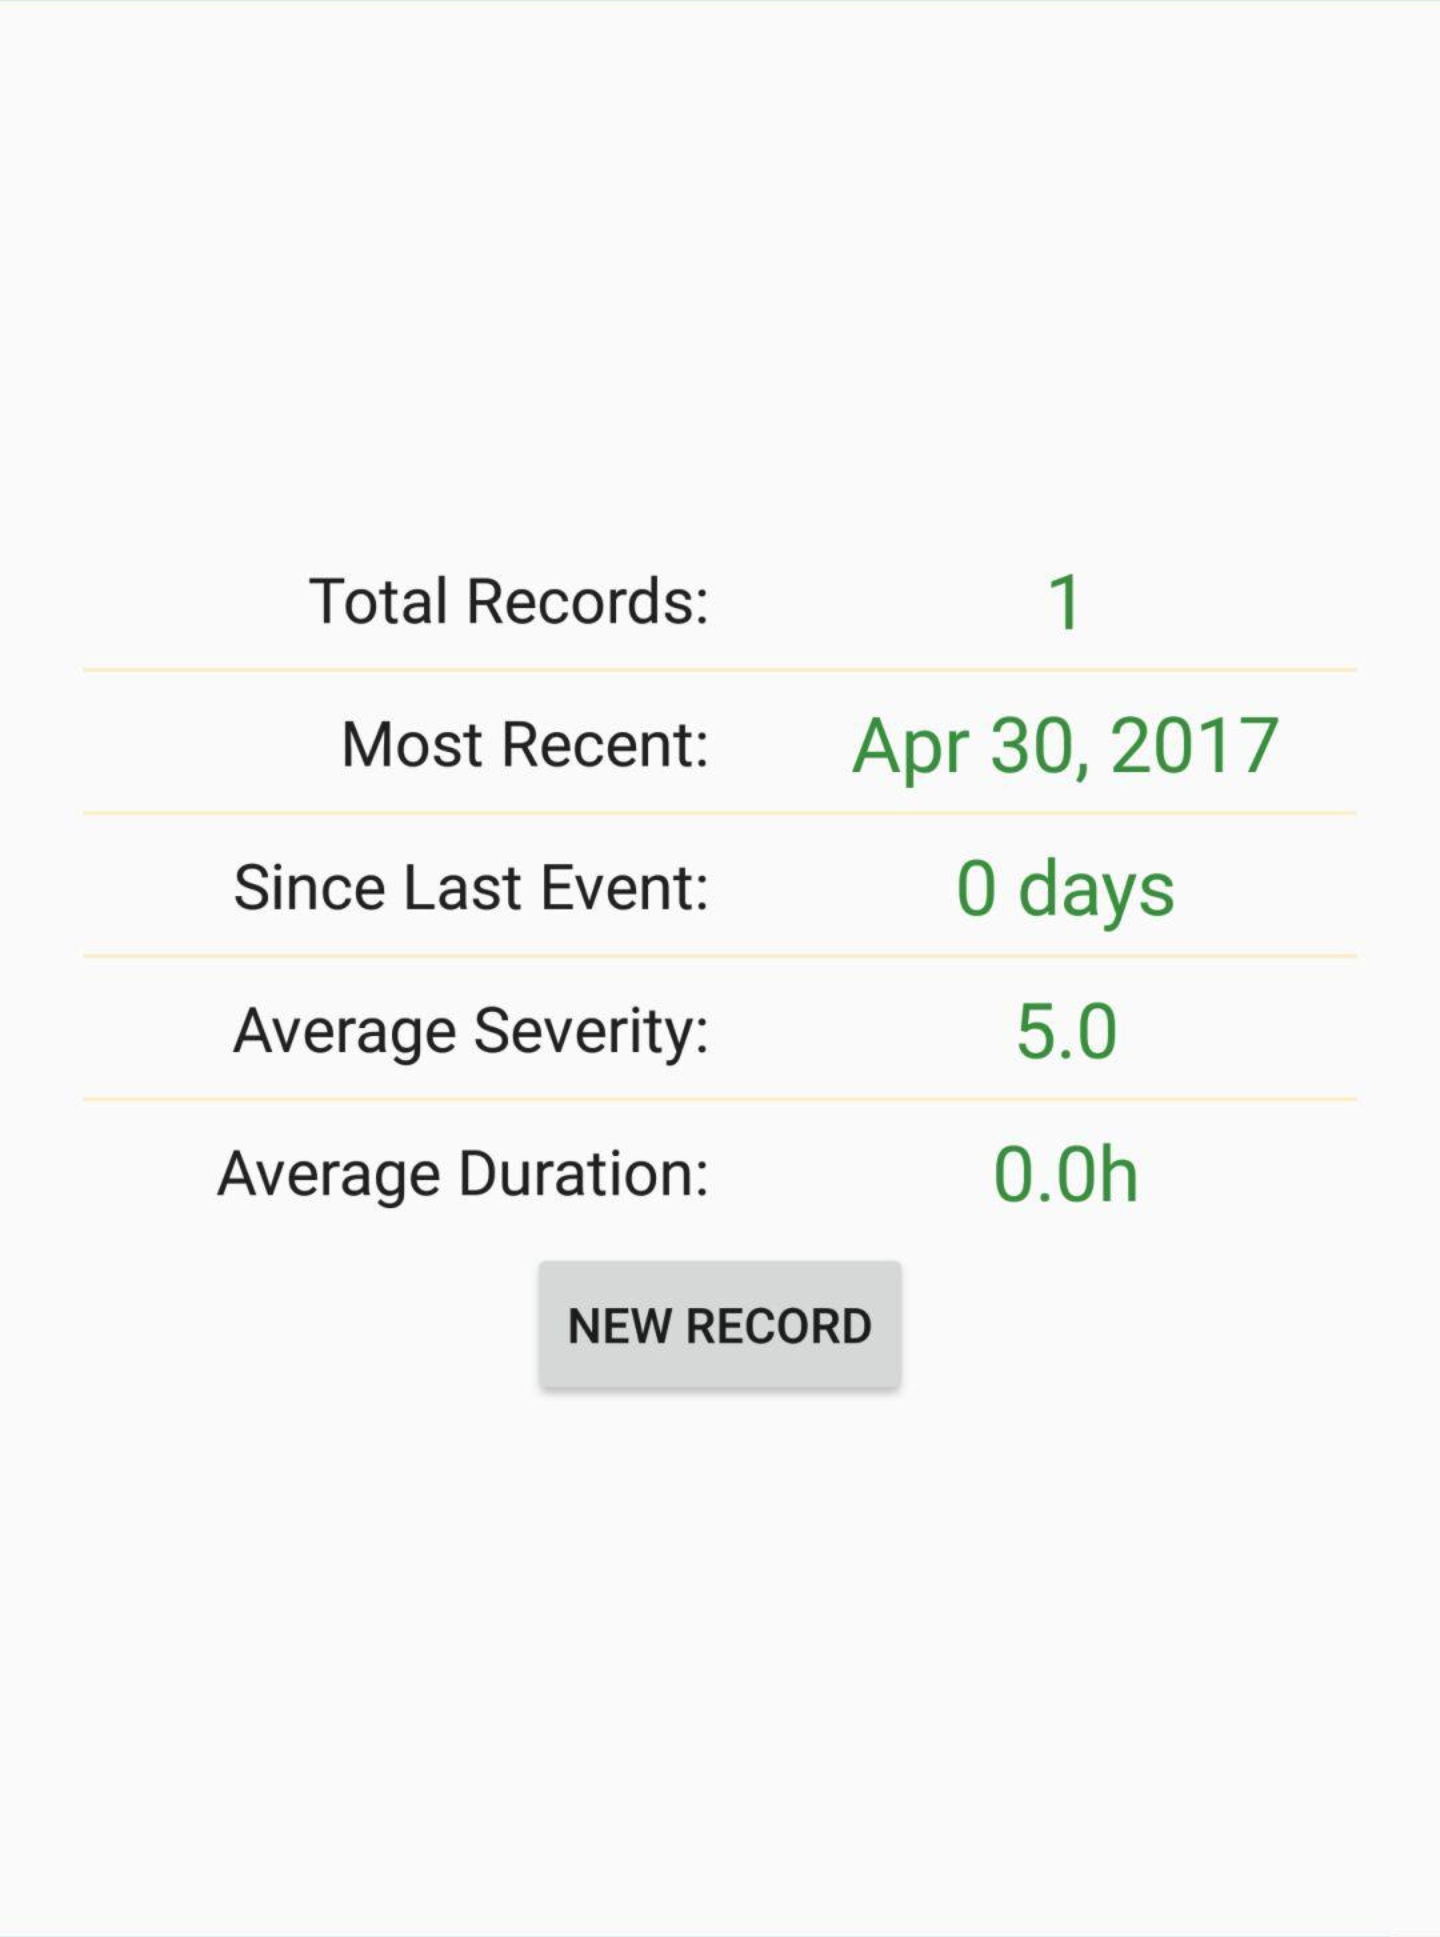 Total Records: 1
Most Recent: Apr 30, 2017
Since Last Event: 0 days
Average Severity: 5.0
Average Duration: 0.0h
NEW RECORD